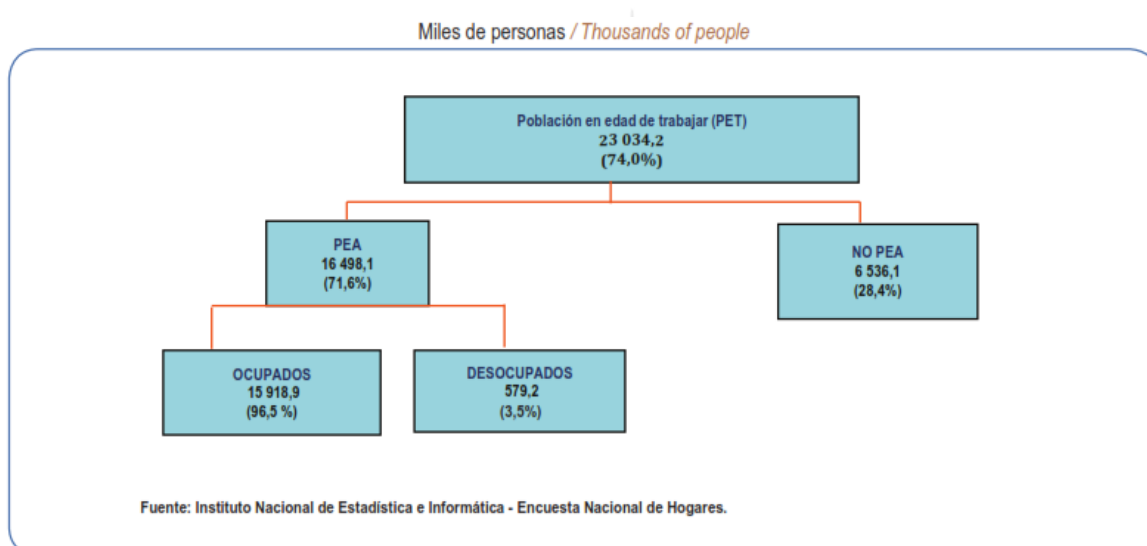 Miles de personas / Thousands of people
Población en edad de trabajar (PET)
23 034,2
(74,0%)
PEA
16 498,1
(71,6%)
NO PEA
6 536,1
(28,4%)
OCUPADOS
15 918,9
(96,5 %)
DESOCUPADOS
579,2
(3,5%)
Fuente: Instituto Nacional de Estadística e Informática - Encuesta Nacional de Hogares.